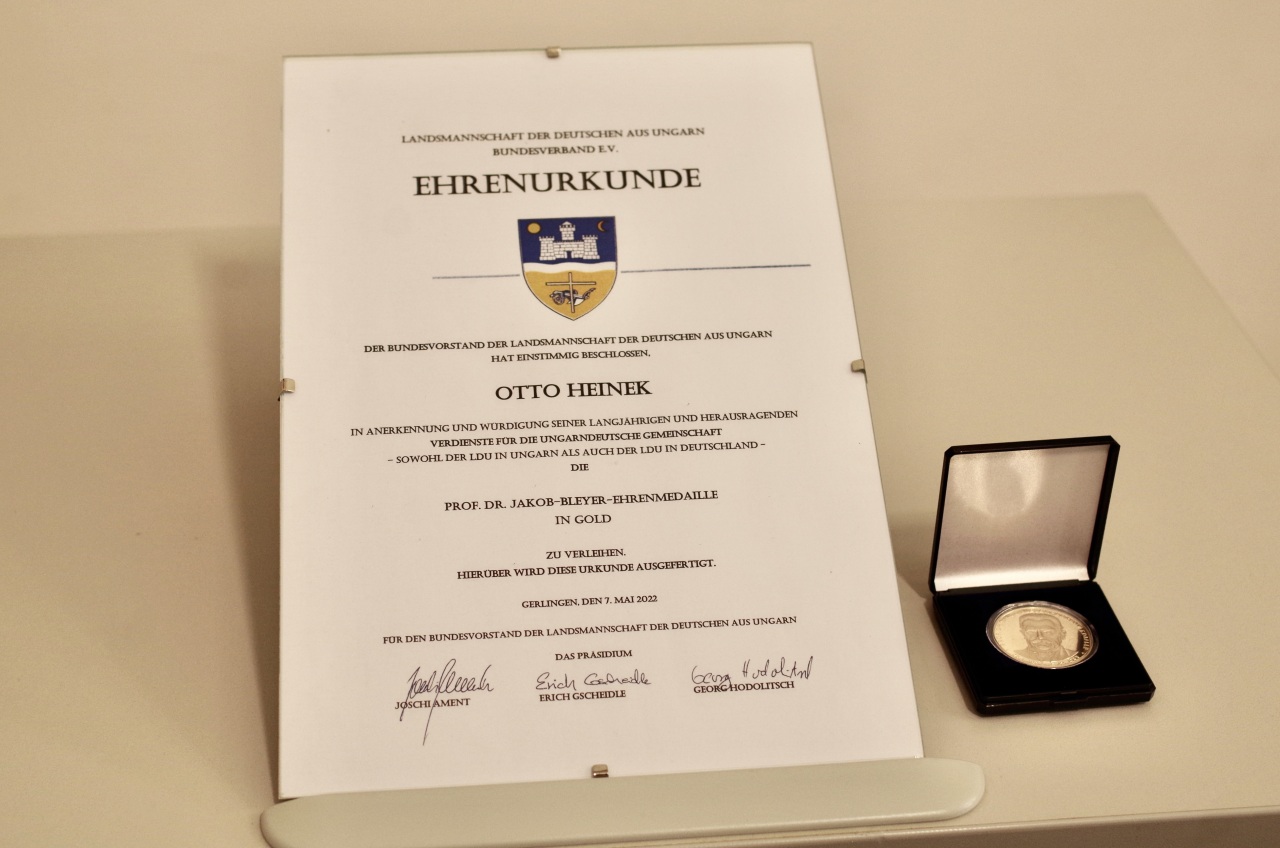 LANDSMANNSCHAFT DER DEUTSCHEN AUS UNGARN
BUNDESVERBAND E.V.
EHRENURKUNDE
DER BUNDESVORSTAND DER LANDSMANNSCHAFT DER DEUTSCHEN AUS UNGARN
HAT EINSTIMMIG BESCHLOSSEN,
OTTO HEINEK
IN ANERKENNUNG UND WÜRDIGUNG SEINER LANGJÄHRIGEN UND HERAUSRAGENDEN
VERDIENSTE FÜR DIE UNGARNDEUTSCHE GEMEINSCHAFT
– SOWOHL DER LDU IN UNGARN ALS AUCH DER LDU IN DEUTSCHLAND –
DIE
PROF. DR. JAKOB-BLEYER-EHRENMEDAILLE
IN GOLD
ZU VERLEIHEN.
HIERÜBER WIRD DIESE URKUNDE AUSGEFERTIGT.
GERLINGEN, DEN 7. MAI 2022
FÜR DEN BUNDESVORSTAND DER LANDSMANNSCHAFT DER DEUTSCHEN AUS UNGARN
DAS PRÄSIDIUM
Erich Gscheidle Georg Hodolitsch
JOSCHI AMENT ERICH GSCHEIDLE GEORG HODOLITSCH